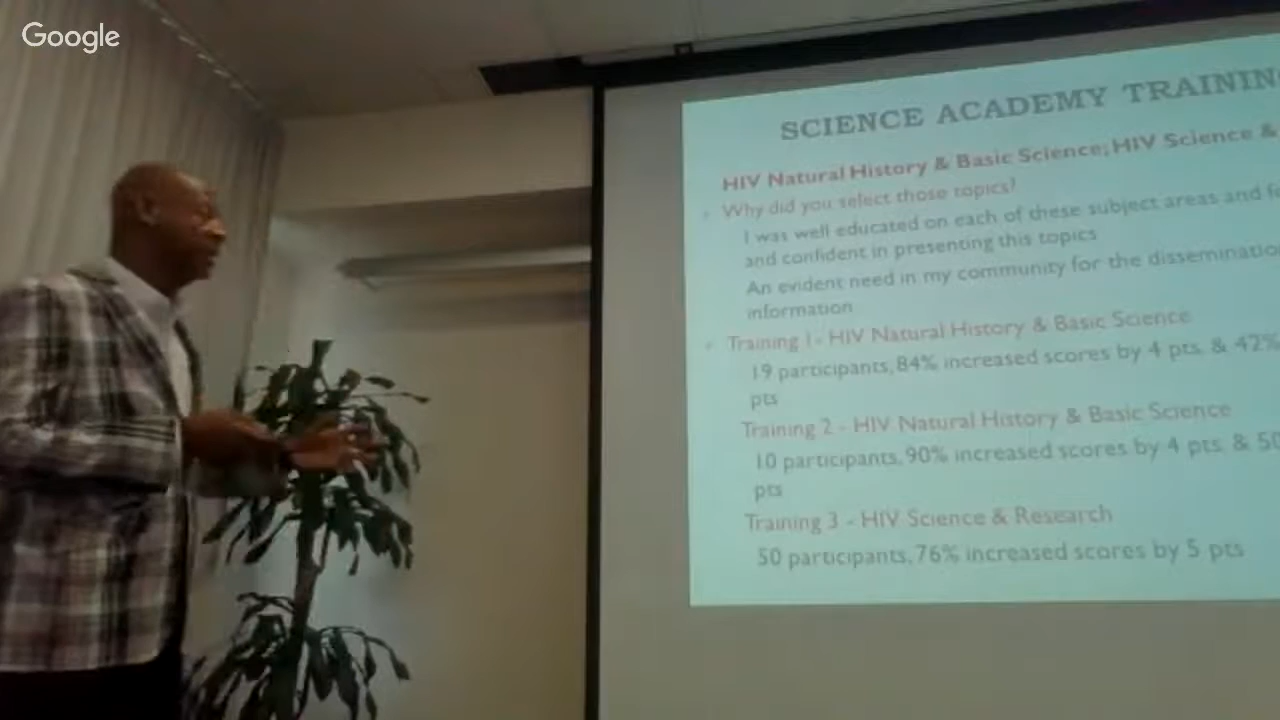 Google
SCIENCE ACADEMY TRAININ
HIV Natural History & Basic Science; HIV Science &
Why did you select those topics?
I was well educated on each of these subject areas and
and confident in presenting this topics
An evident need in my community for the disseminatio
information
Training 1 - HIV Natural History & Basic Science
19 participants, 84% increased scores by 4 pts. & 42%
pts
Training 2 - HIV Natural History & Basic Science
10 participants, 90% increased scores by 4 pts. & 50
pts
Training 3 - HIV Science & Research
50 participants, 76% increased scores by 5 pts